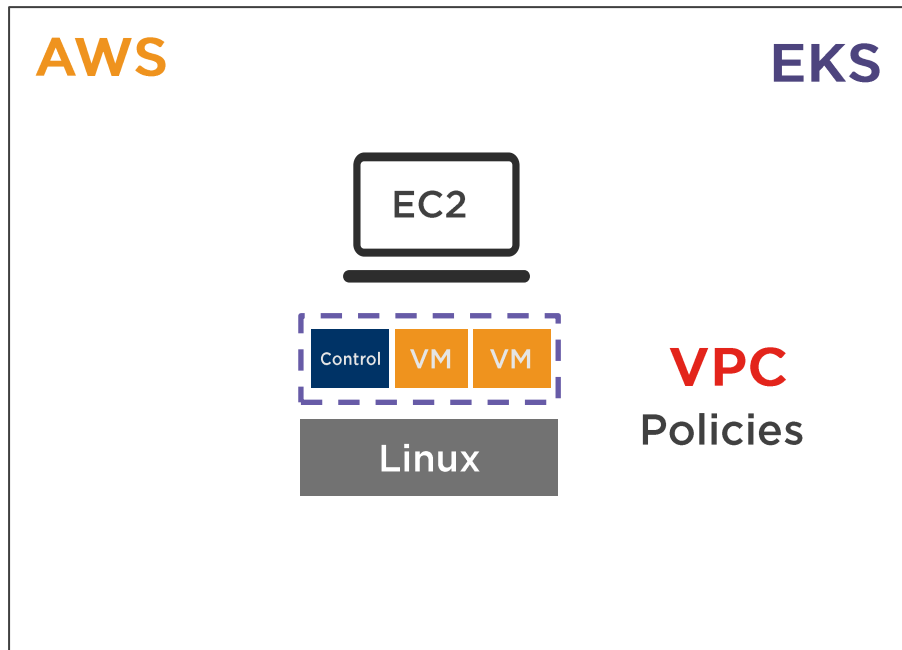 AWS
EKS
EC2
Control VM VM
VPC
Policies
Linux